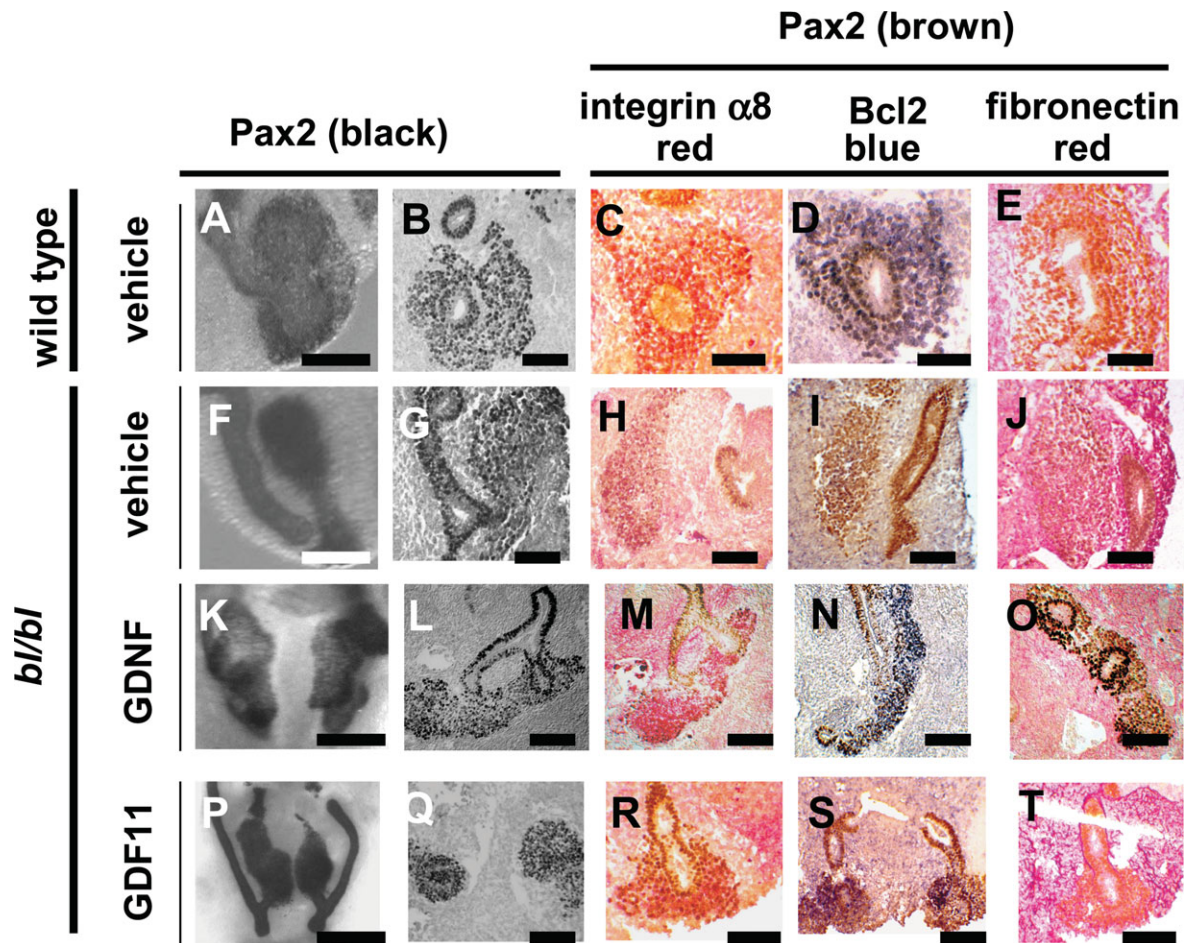 Pax2 (brown)
Pax2 (black)
integrin α8
red
Bcl2
blue
fibronectin
red
wild type
vehicle
A
B
C
D
E
bl/bl
vehicle
F
G
H
I
J
GDNF
K
L
M
N
O
GDF11
P
Q
R
S
T